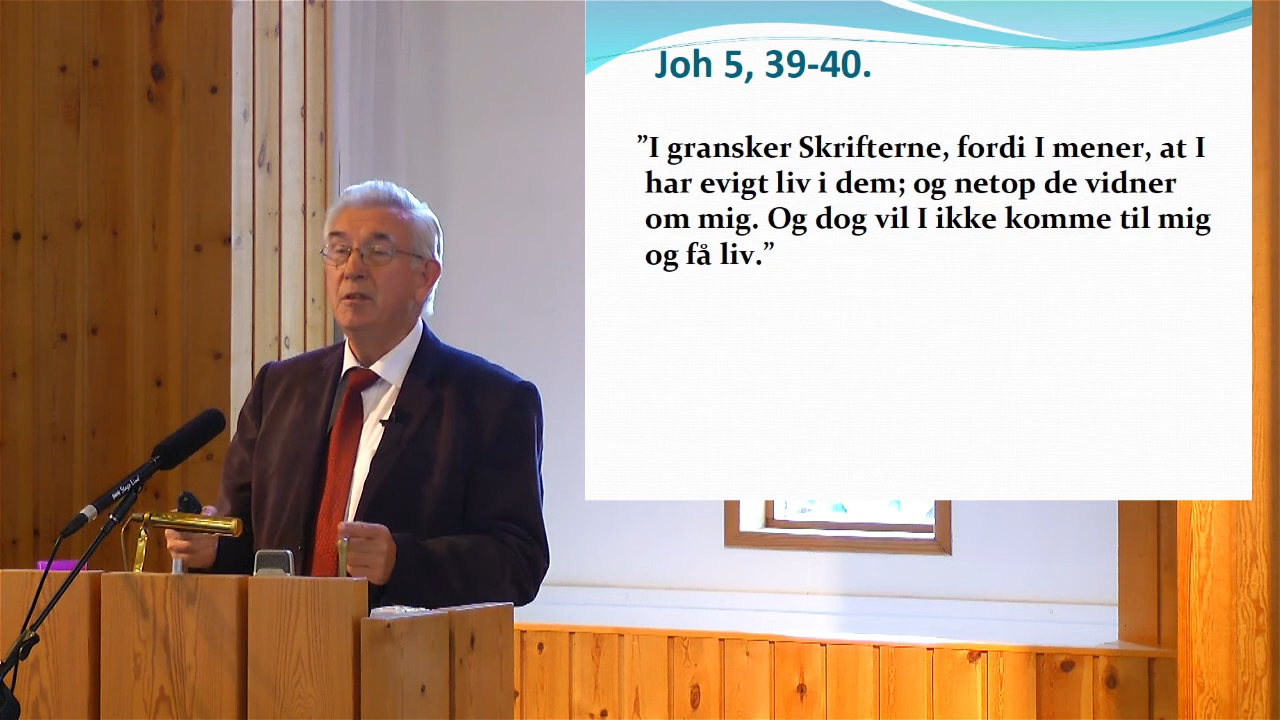 Joh 5, 39-40.
”I gransker Skrifterne, fordi I mener, at I
har evigt liv i dem; og netop de vidner
om mig. Og dog vil I ikke komme til mig
og få liv.”